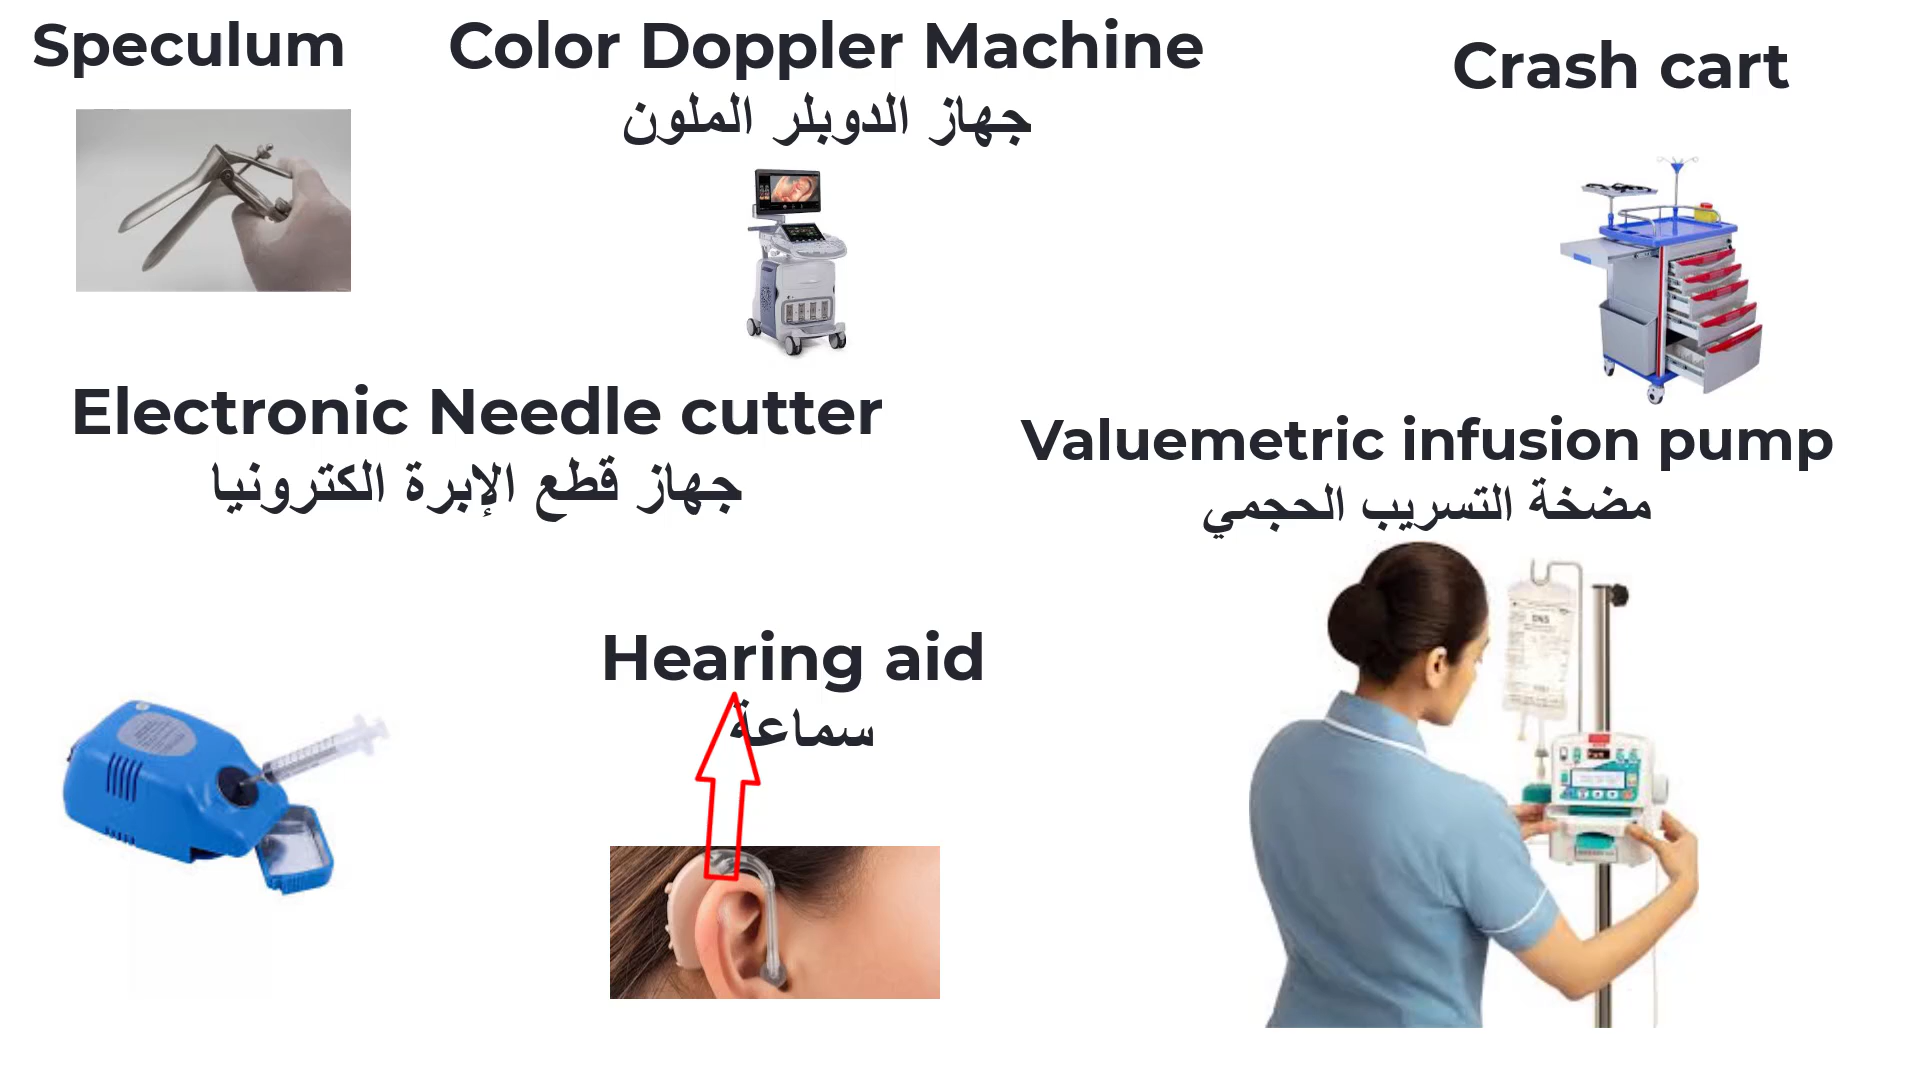 Speculum
Color Doppler Machine
جهاز الدوبلر الملون
Crash cart
Electronic Needle cutter
جهاز قطع الإبرة الكترونيا
Valuemetric infusion pump
مضخة التسريب الحجمي
Hearing aid
سماعة